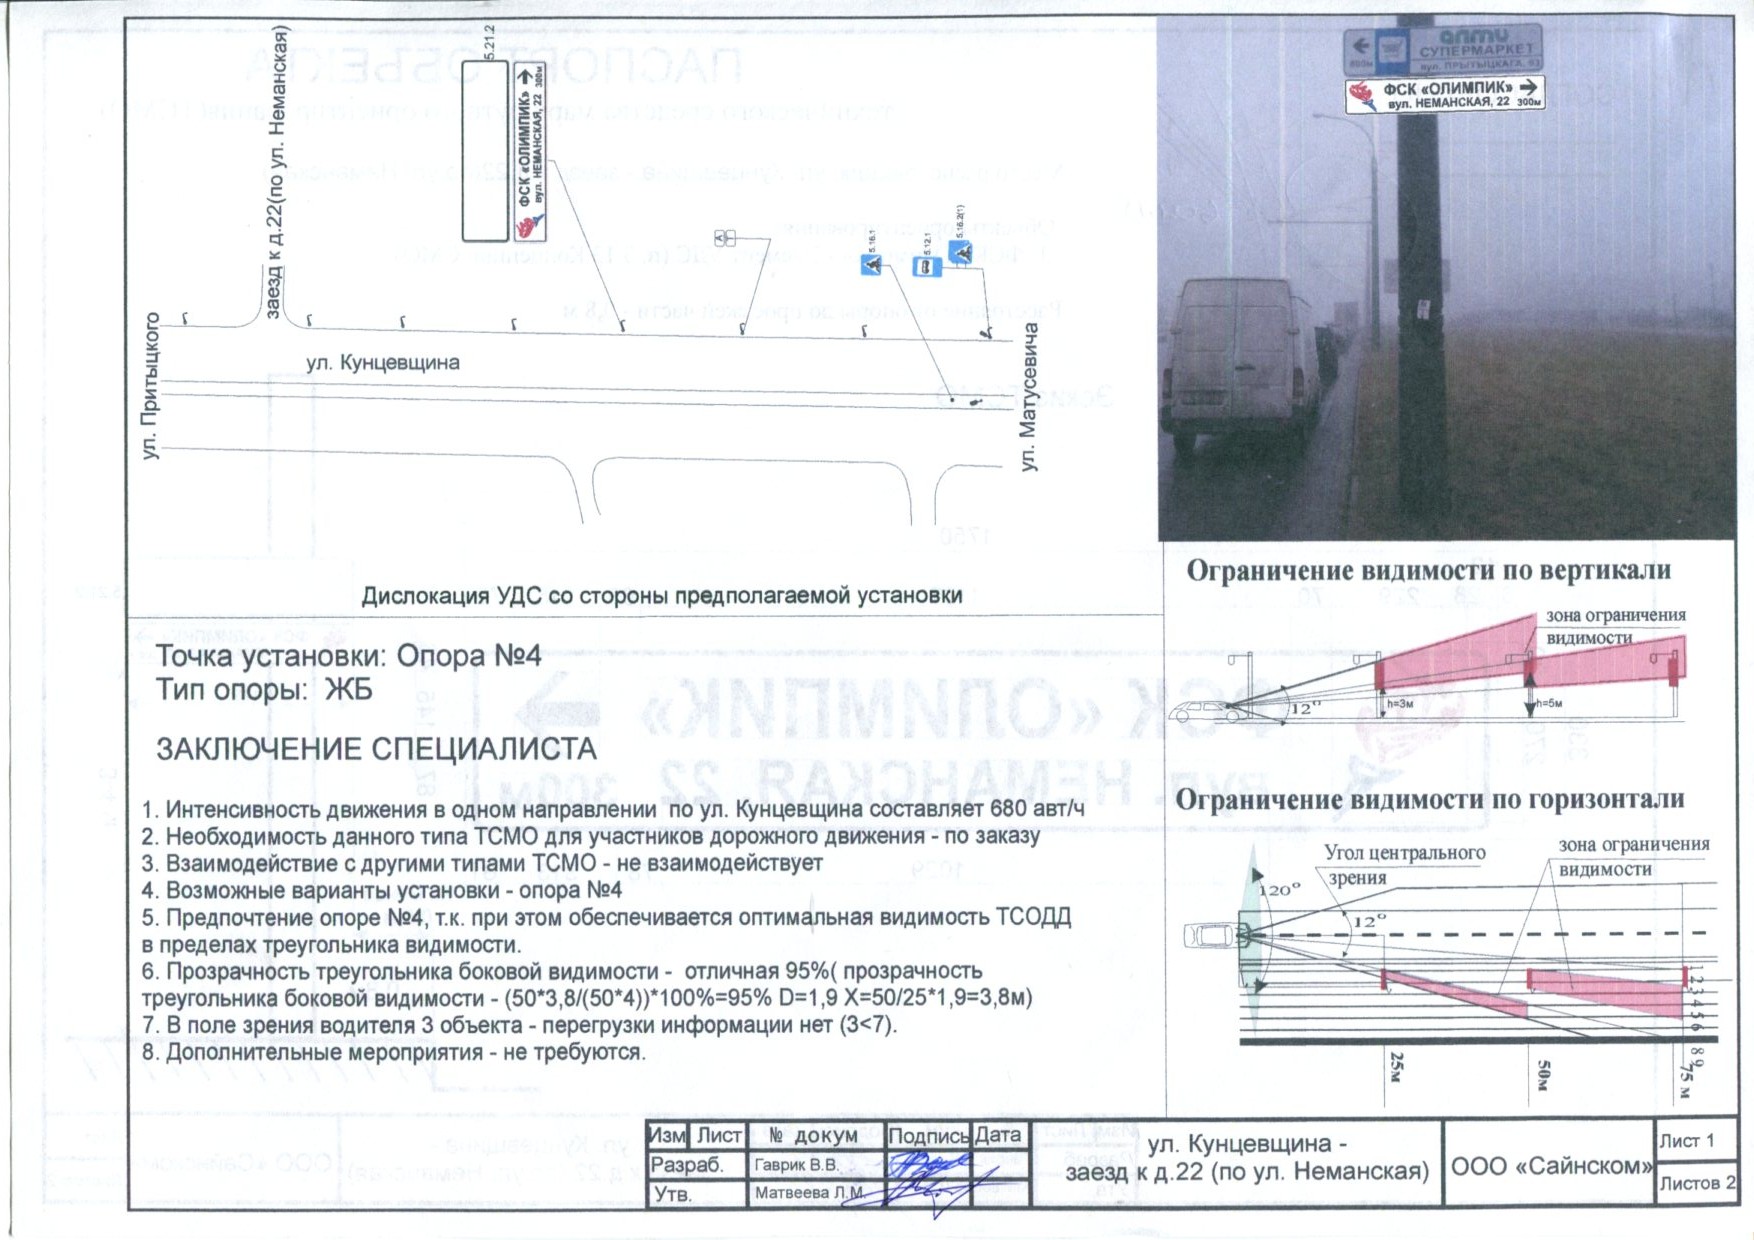 5.21.2
заезд к д.22(по ул. Неманская)
ФСК «ОЛИМПИК»
вул. НЕМАНСКАЯ, 22 300м
5.16.1
5.12.1
5.16.2(1)
ул. Притыцкого
ул. Кунцевщина
ул. Матусевича
Дислокация УДС со стороны предполагаемой установки
алми
СУПЕРМАРКЕТ
вул. ПРЫТЫЦКАГА, 93
ФСК «ОЛИМПИК»
вул. НЕМАНСКАЯ, 22 300м
Точка установки: Опора №4
Тип опоры: ЖБ
ЗАКЛЮЧЕНИЕ СПЕЦИАЛИСТА
1. Интенсивность движения в одном направлении по ул. Кунцевщина составляет 680 авт/ч
2. Необходимость данного типа ТСМО для участников дорожного движения - по заказу
3. Взаимодействие с другими типами ТСМО - не взаимодействует
4. Возможные варианты установки - опора №4
5. Предпочтение опоре №4, т.к. при этом обеспечивается оптимальная видимость ТСОДД
в пределах треугольника видимости.
6. Прозрачность треугольника боковой видимости - отличная 95%( прозрачность
треугольника боковой видимости - (50*3,8/(50*4))*100%=95% D=1,9 X=50/25*1,9=3,8м)
7. В поле зрения водителя 3 объекта - перегрузки информации нет (3<7).
8. Дополнительные мероприятия - не требуются.
Ограничение видимости по вертикали
зона ограничения
видимости
12°
h=3м
h=5м
Ограничение видимости по горизонтали
Угол центрального
зрения
зона ограничения
видимости
120°
12°
1 2 3 4 5 6
8 9
25м
50м
75 м
Изм Лист № докум Подпись Дата
Разраб. Гаврик В.В.
Утв. Матвеева Л.М.
ул. Кунцевщина -
заезд к д.22 (по ул. Неманская)
ООО «Сайнском»
Лист 1
Листов 2